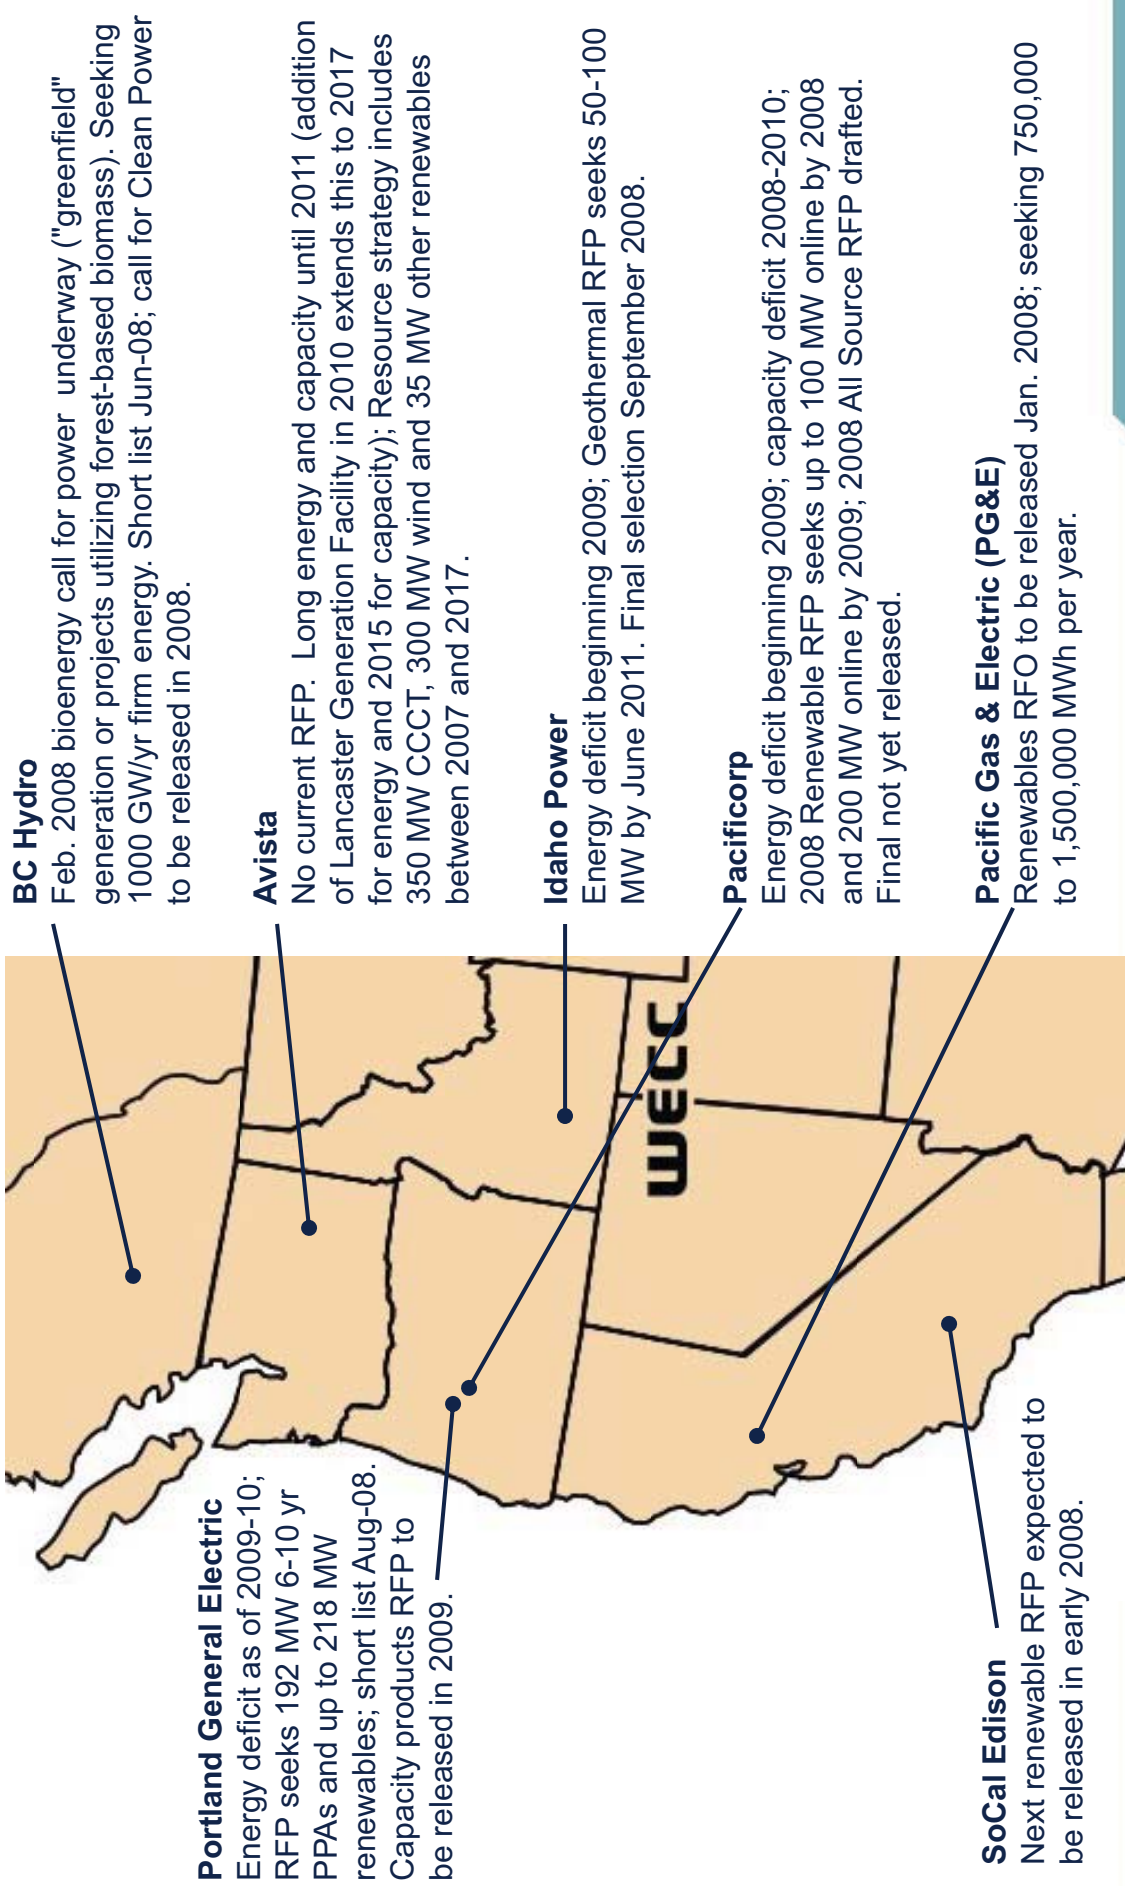 BC Hydro
Feb. 2008 bioenergy call for power underway ("greenfield"
generation or projects utilizing forest-based biomass). Seeking
1000 GW/yr firm energy. Short list Jun-08; call for Clean Power
to be released in 2008.
Avista
No current RFP. Long energy and capacity until 2011 (addition
of Lancaster Generation Facility in 2010 extends this to 2017
for energy and 2015 for capacity); Resource strategy includes
350 MW CCCT, 300 MW wind and 35 MW other renewables
between 2007 and 2017.
Idaho Power
Energy deficit beginning 2009; Geothermal RFP seeks 50-100
MW by June 2011. Final selection September 2008.
Pacificorp
Energy deficit beginning 2009; capacity deficit 2008-2010;
2008 Renewable RFP seeks up to 100 MW online by 2008
and 200 MW online by 2009; 2008 All Source RFP drafted.
Final not yet released.
Pacific Gas & Electric (PG&E)
Renewables RFO to be released Jan. 2008; seeking 750,000
to 1,500,000 MWh per year.
WECC
Portland General Electric
Energy deficit as of 2009-10;
RFP seeks 192 MW 6-10 yr
PPAs and up to 218 MW
renewables; short list Aug-08.
Capacity products RFP to
be released in 2009.
SoCal Edison
Next renewable RFP expected to
be released in early 2008.